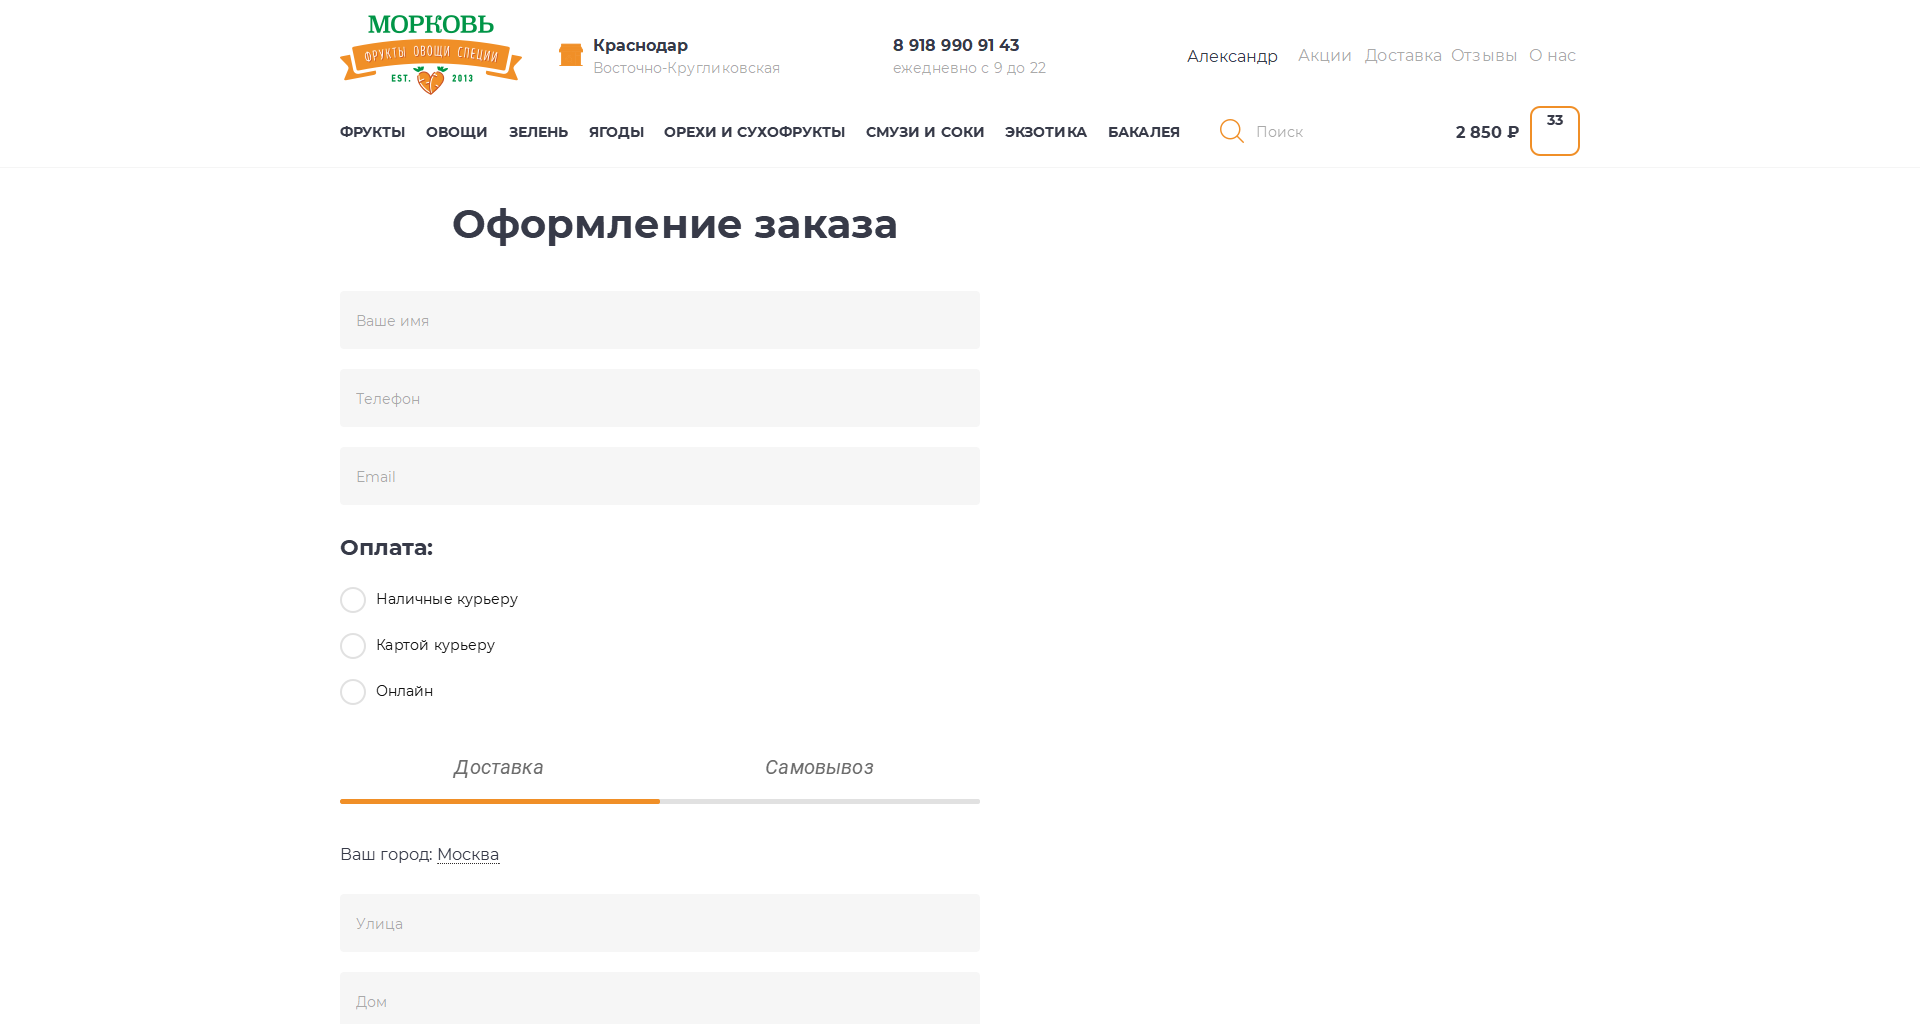 МОРКОВЬ
ФРУКТЫ ОВОЩИ СПЕЦИИ
EST. 2013
Краснодар
Восточно-Кругликовская
8 918 990 91 43
ежедневно с 9 до 22
Александр Акции Доставка Отзывы О нас
ФРУКТЫ ОВОЩИ ЗЕЛЕНЬ ЯГОДЫ ОРЕХИ И СУХОФРУКТЫ СМУЗИ И СОКИ ЭКЗОТИКА БАКАЛЕЯ Поиск 2 850 ₽ 33
Оформление заказа
Ваше имя
Телефон
Email
Оплата:
Наличные курьеру
Картой курьеру
Онлайн
Доставка Самовывоз
Ваш город: Москва
Улица
Дом